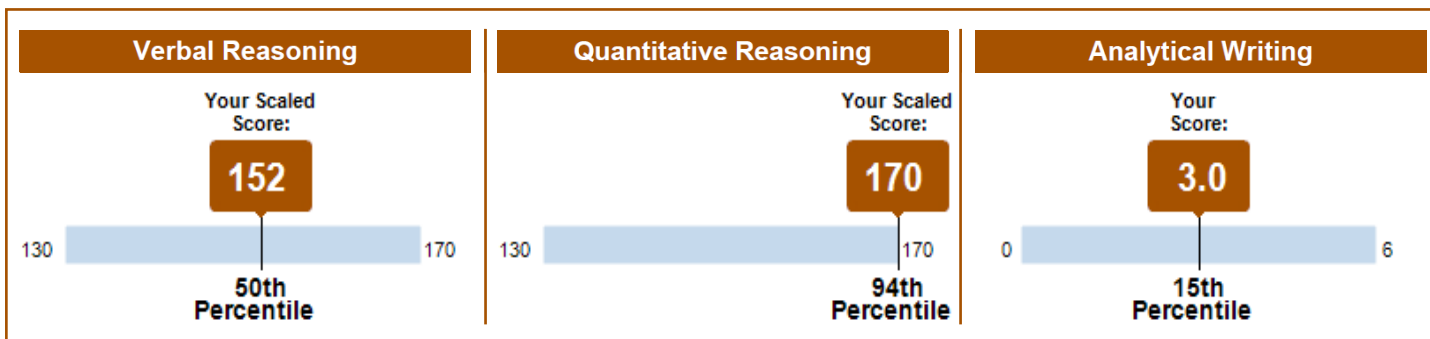 Verbal Reasoning
Your Scaled
Score:
152
130
170
50th
Percentile
Quantitative Reasoning
Your Scaled
Score:
170
130
170
94th
Percentile
Analytical Writing
Your
Score:
3.0
0
6
15th
Percentile